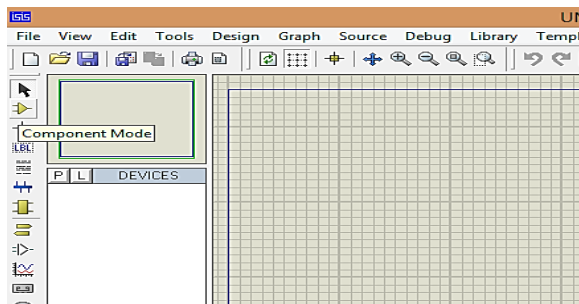 ISIS
UN
File View Edit Tools Design Graph Source Debug Library Templ
Component Mode
LBL
P L DEVICES